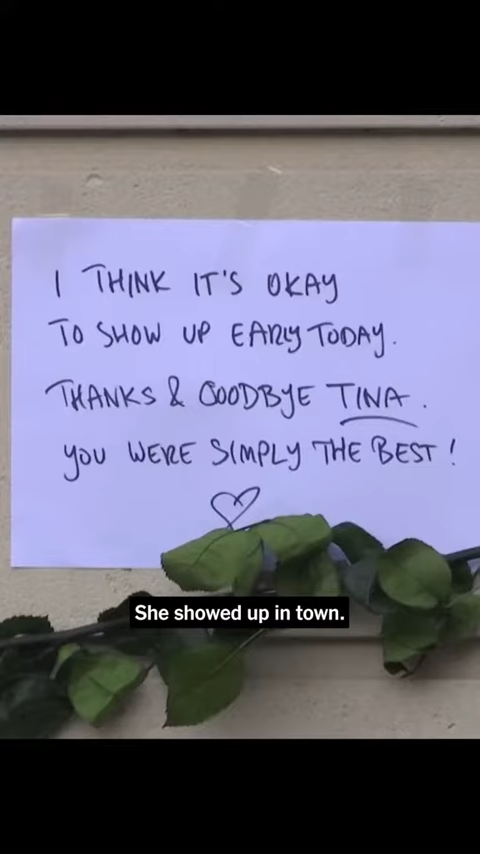 I THINK IT'S OKAY
TO SHOW UP EARLY TODAY.
THANKS & GOODBYE TINA.
YOU WERE SIMPLY THE BEST!
She showed up in town.